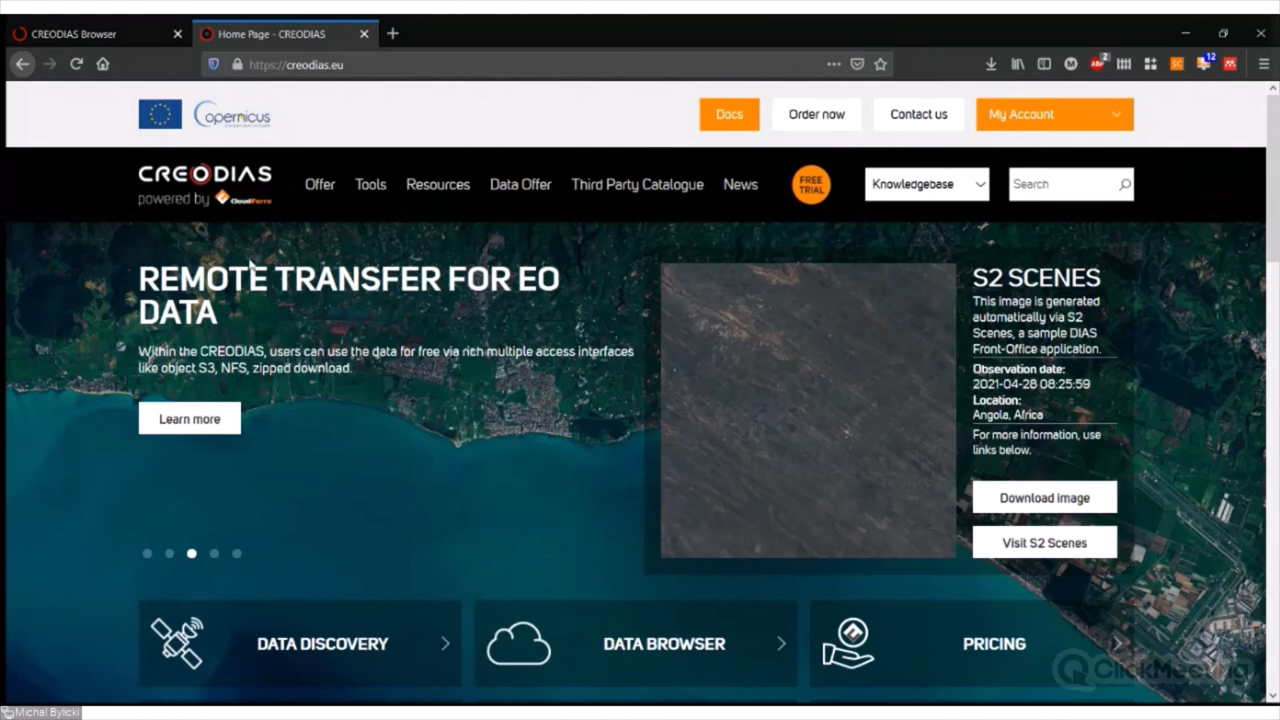 CREODIAS Browser
Home Page - CREODIAS
https://creodias.eu
2
12
Copernicus
Docs
Order now
Contact us
My Account
CREODIAS
powered by CloudFerro
Offer
Tools
Resources
Data Offer
Third Party Catalogue
News
FREE
TRIAL
Knowledgebase
Search
REMOTE TRANSFER FOR EO
DATA
Within the CREODIAS, users can use the data for free via rich multiple access interfaces
like object S3, NFS, zipped download.
Learn more
S2 SCENES
This image is generated
automatically via S2
Scenes, a sample DIAS
Front-Office application.
Observation date:
2021-04-28 08:25:59
Location:
Angola, Africa
For more information, use
links below.
Download image
Visit S2 Scenes
DATA DISCOVERY
DATA BROWSER
PRICING
ClickMeeting
Michał Bylicki